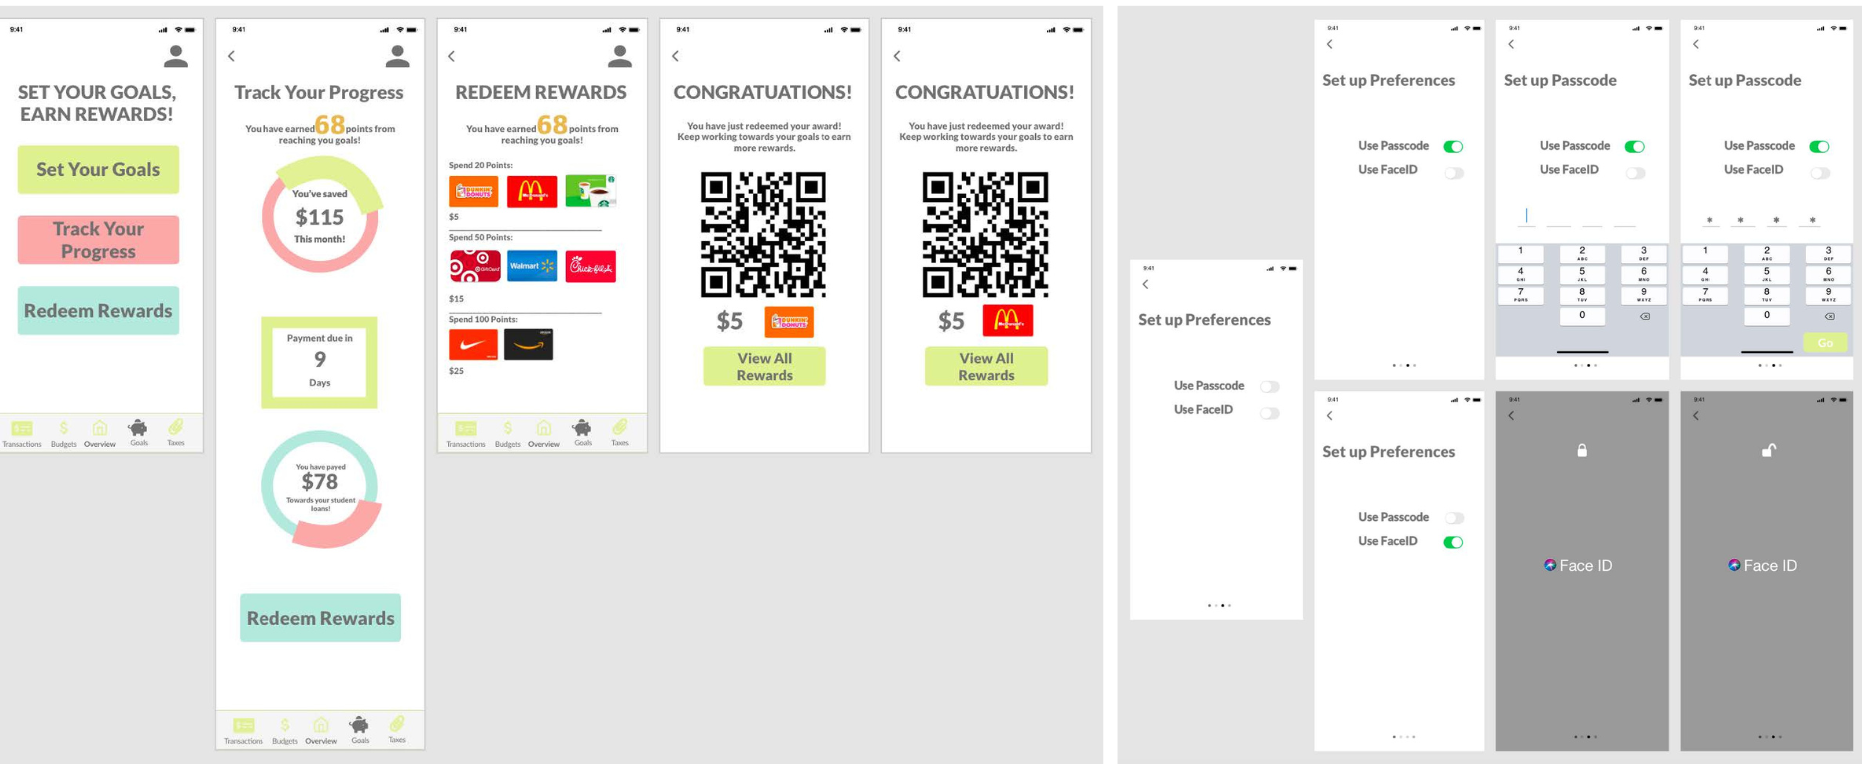 9:41
SET YOUR GOALS,
EARN REWARDS!
Set Your Goals
Track Your
Progress
Redeem Rewards
Transactions
Budgets
Overview
Goals
Taxes
9:41
Track Your Progress
You have earned 68 points from
reaching you goals!
You've saved
$115
This month!
Payment due in
9
Days
You have payed
$78
Towards your student
loans!
Redeem Rewards
Transactions
Budgets
Overview
Goals
Taxes
9:41
REDEEM REWARDS
You have earned 68 points from
reaching you goals!
Spend 20 Points:
DUNKIN'
DONUTS
McDonald's
$5
Spend 50 Points:
GiftCard
Walmart
Chick-fil-A
$15
Spend 100 Points:
$25
Transactions
Budgets
Overview
Goals
Taxes
9:41
CONGRATUATIONS!
You have just redeemed your award!
Keep working towards your goals to earn
more rewards.
$5
DUNKIN'
DONUTS
View All
Rewards
9:41
CONGRATUATIONS!
You have just redeemed your award!
Keep working towards your goals to earn
more rewards.
$5
View All
Rewards
9:41
Set up Preferences
Use Passcode
Use FaceID
9:41
Set up Preferences
Use Passcode
Use FaceID
9:41
Set up Passcode
Use Passcode
Use FaceID
1 2 3
ABC DEF
4 5 6
GHI JKL MNO
7 8 9
PQRS TUV WXYZ
0
9:41
Set up Passcode
Use Passcode
Use FaceID
* * * *
1 2 3
ABC DEF
4 5 6
GHI JKL MNO
7 8 9
PQRS TUV WXYZ
0
Go
9:41
Set up Preferences
Use Passcode
Use FaceID
9:41
Face ID
9:41
Face ID